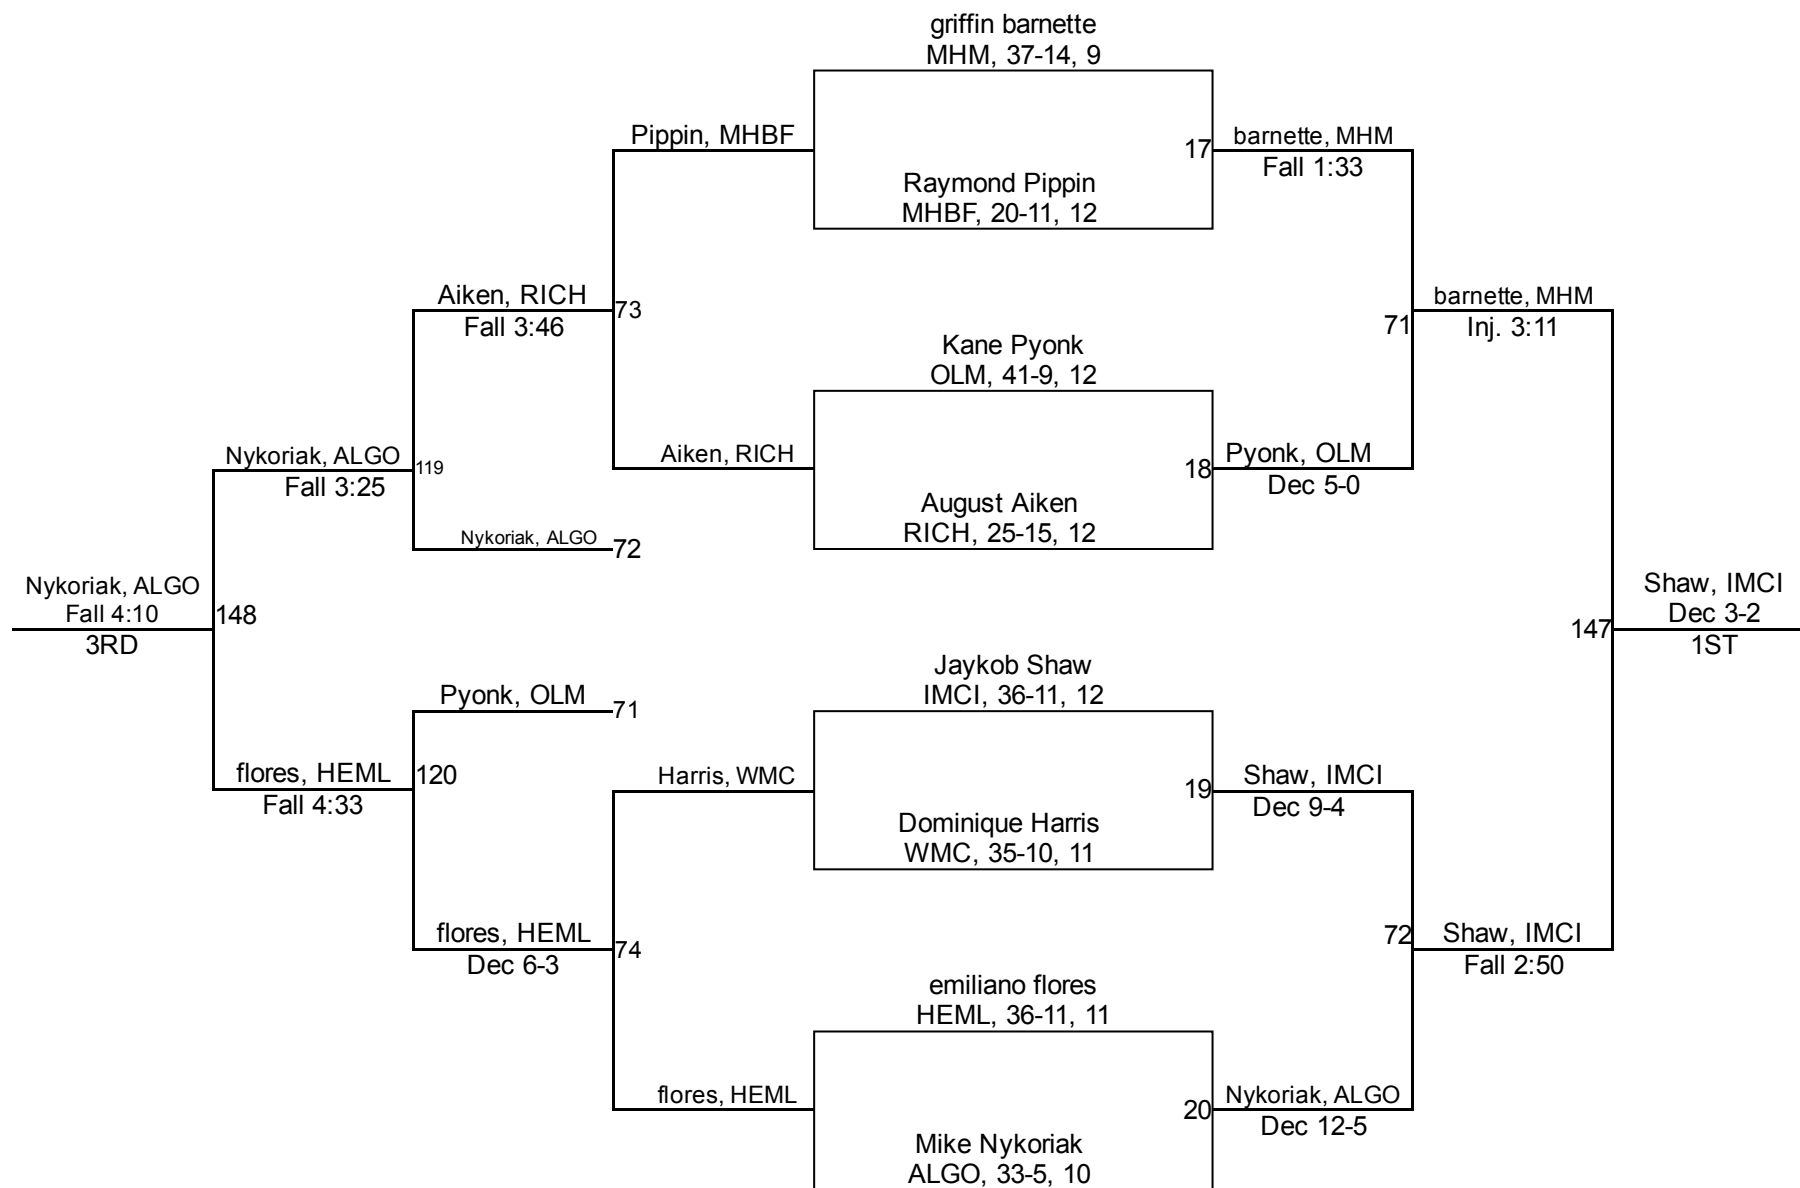 griffin barnette
MHM, 37-14, 9
Pippin, MHBF
17
barnette, MHM
Fall 1:33
Raymond Pippin
MHBF, 20-11, 12
Aiken, RICH
Fall 3:46
73
barnette, MHM
Inj. 3:11
71
Kane Pyonk
OLM, 41-9, 12
Nykoriak, ALGO
Fall 3:25
119
Aiken, RICH
18
Pyonk, OLM
Dec 5-0
August Aiken
RICH, 25-15, 12
Nykoriak, ALGO
72
Nykoriak, ALGO
Fall 4:10
3RD
148
147
Shaw, IMCI
Dec 3-2
1ST
Jaykob Shaw
IMCI, 36-11, 12
Pyonk, OLM
71
flores, HEML
Fall 4:33
120
Harris, WMC
19
Shaw, IMCI
Dec 9-4
Dominique Harris
WMC, 35-10, 11
flores, HEML
Dec 6-3
74
72
Shaw, IMCI
Fall 2:50
emiliano flores
HEML, 36-11, 11
flores, HEML
20
Nykoriak, ALGO
Dec 12-5
Mike Nykoriak
ALGO, 33-5, 10